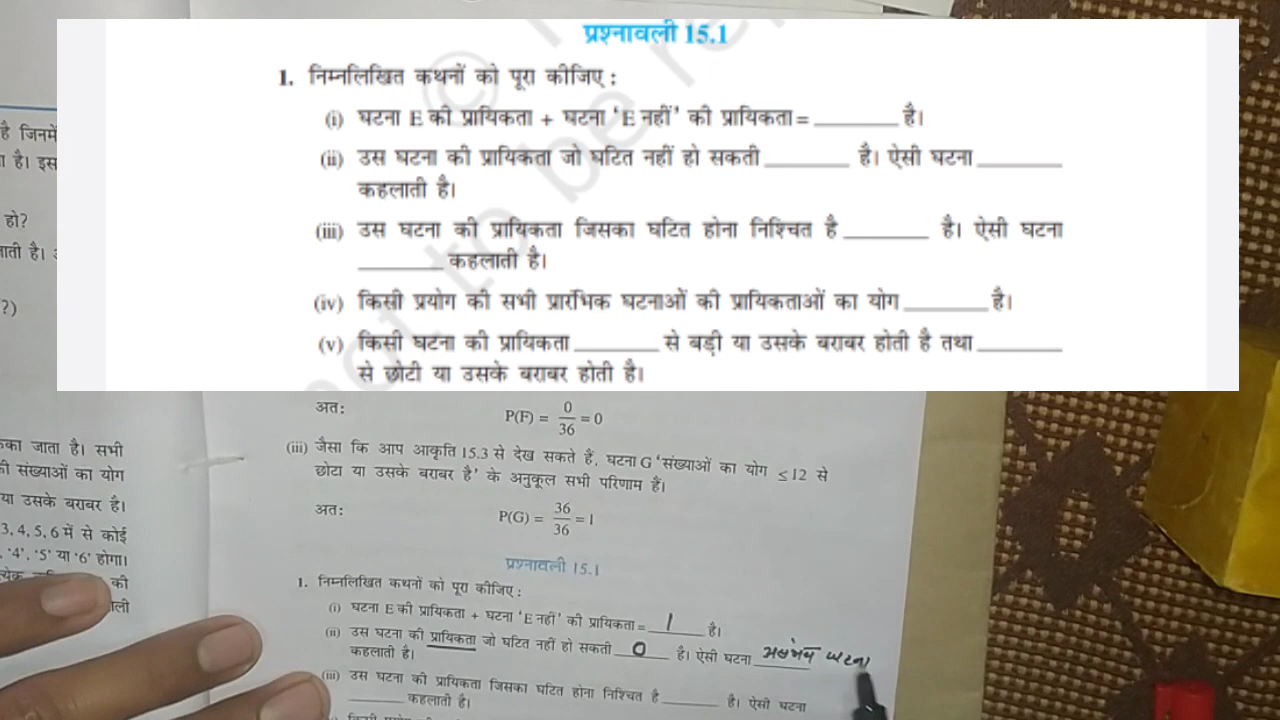 प्रश्नावली 15.1
1. निम्नलिखित कथनों को पूरा कीजिए :
(i) घटना E की प्रायिकता + घटना ‘E नहीं’ की प्रायिकता = ________ है।
(ii) उस घटना की प्रायिकता जो घटित नहीं हो सकती ________ है। ऐसी घटना ________
कहलाती है।
(iii) उस घटना की प्रायिकता जिसका घटित होना निश्चित है ________ है। ऐसी घटना
________ कहलाती है।
(iv) किसी प्रयोग की सभी प्रारंभिक घटनाओं की प्रायिकताओं का योग ________ है।
(v) किसी घटना की प्रायिकता ________ से बड़ी या उसके बराबर होती है तथा ________
से छोटी या उसके बराबर होती है।
है जिनमें
है। इस
हो?
?)
जाता है। सभी
संख्याओं का योग
या उसके बराबर है।
3, 4, 5, 6 में से कोई
‘4’, ‘5’ या ‘6’ होगा।
की
अत: P(F) = 0/36 = 0
(iii) जैसा कि आप आकृति 15.3 से देख सकते हैं, घटना G ‘संख्याओं का योग ≤ 12 से
छोटा या उसके बराबर है’ के अनुकूल सभी परिणाम हैं।
अत: P(G) = 36/36 = 1
प्रश्नावली 15.1
1. निम्नलिखित कथनों को पूरा कीजिए :
(i) घटना E की प्रायिकता + घटना ‘E नहीं’ की प्रायिकता = 1 है।
(ii) उस घटना की प्रायिकता जो घटित नहीं हो सकती 0 है। ऐसी घटना असंभव घटना
कहलाती है।
(iii) उस घटना की प्रायिकता जिसका घटित होना निश्चित है ________ है। ऐसी घटना
________ कहलाती है।